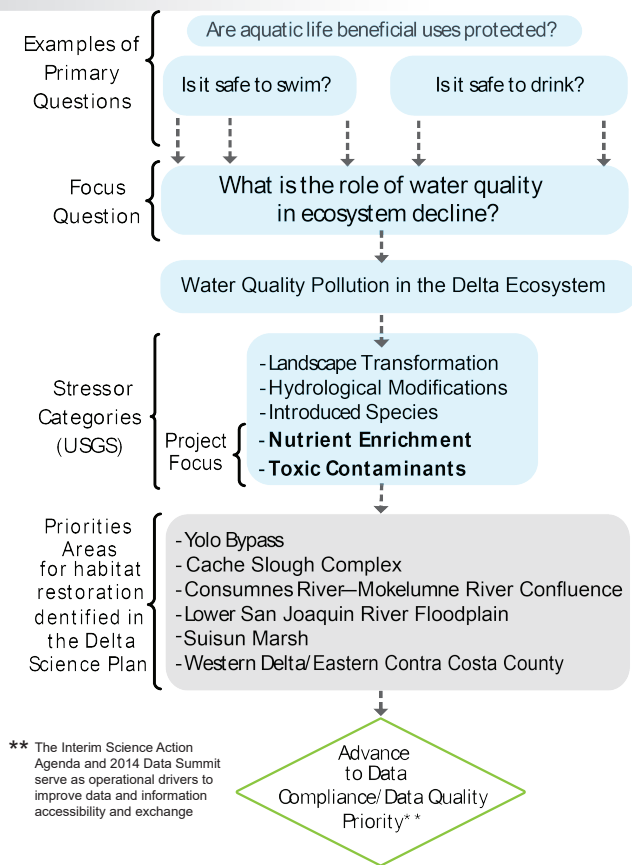 Examples of
Primary
Questions
Are aquatic life beneficial uses protected?
Is it safe to swim?
Is it safe to drink?
Focus
Question
What is the role of water quality
in ecosystem decline?
Water Quality Pollution in the Delta Ecosystem
Stressor
Categories
(USGS)
Project
Focus
-Landscape Transformation
-Hydrological Modifications
-Introduced Species
-Nutrient Enrichment
-Toxic Contaminants
Priorities
Areas
for habitat
restoration
dentified in
the Delta
Science Plan
-Yolo Bypass
-Cache Slough Complex
-Consumnes River—Mokelumne River Confluence
-Lower San Joaquin River Floodplain
-Suisun Marsh
-Western Delta/Eastern Contra Costa County
** The Interim Science Action
Agenda and 2014 Data Summit
serve as operational drivers to
improve data and information
accessibility and exchange
Advance
to Data
Compliance/Data Quality
Priority**